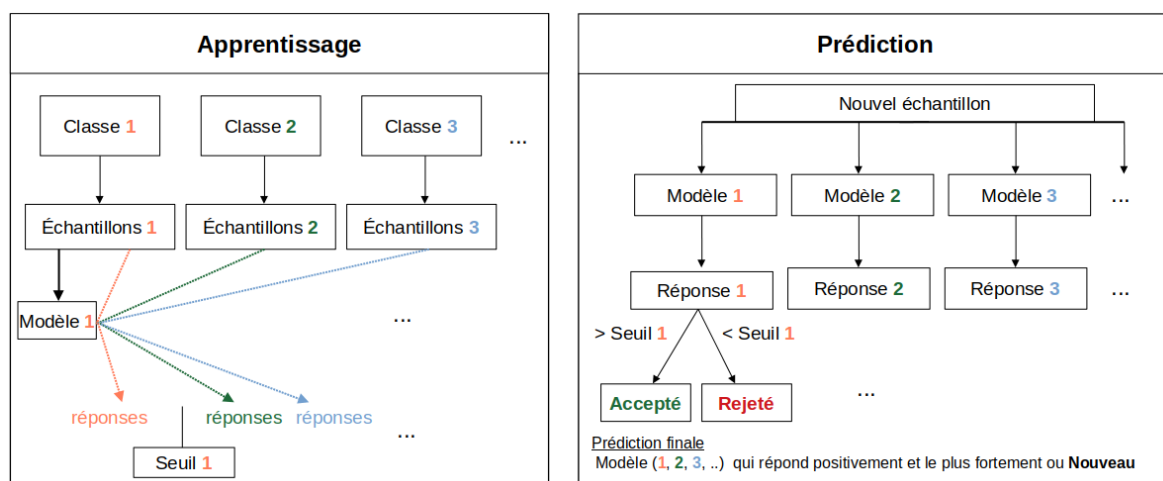 Apprentissage
Classe 1
Classe 2
Classe 3
...
Échantillons 1
Échantillons 2
Échantillons 3
Modèle 1
...
réponses
réponses
réponses
...
Seuil 1
Prédiction
Nouvel échantillon
Modèle 1
Modèle 2
Modèle 3
...
Réponse 1
Réponse 2
Réponse 3
...
> Seuil 1
< Seuil 1
Accepté
Rejeté
...
Prédiction finale
Modèle (1, 2, 3, ..) qui répond positivement et le plus fortement ou Nouveau